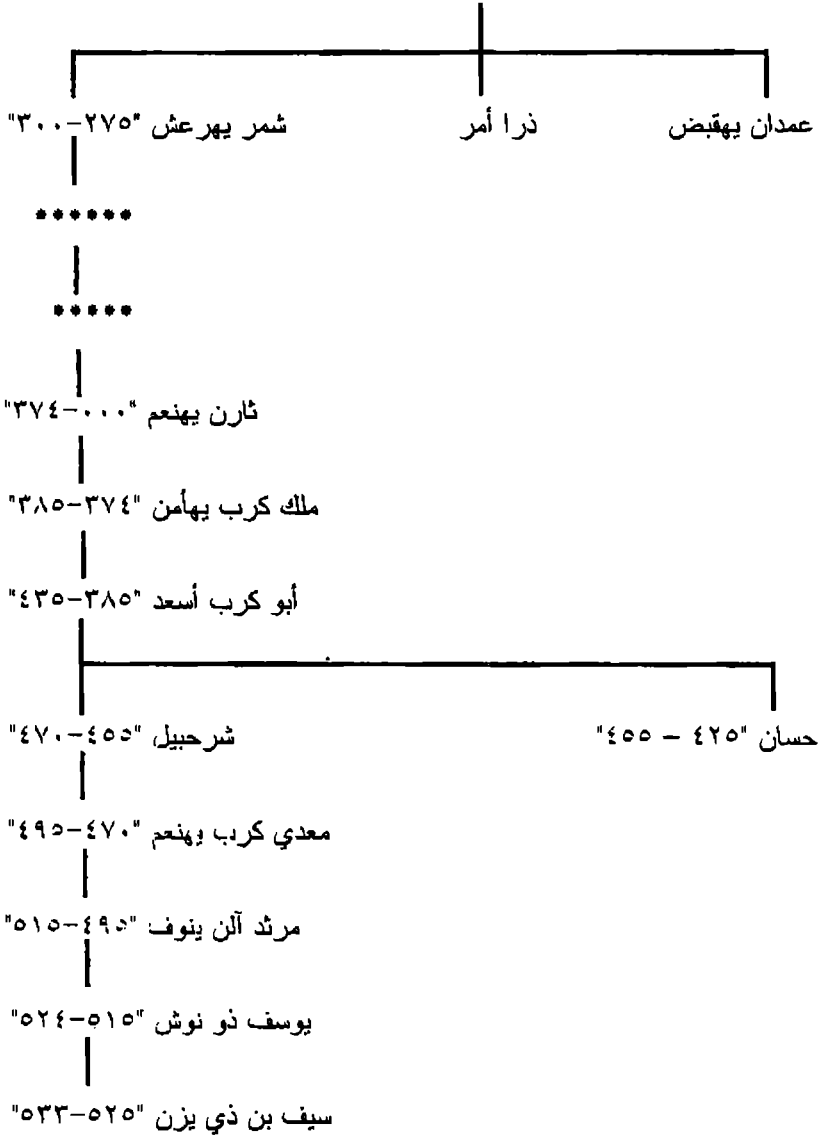 عمدان يهقبض ذرا أمر شمر يهرعش "٢٧٥-٣٠٠"
******
*****
ثارن يهنعم "٠٠٠-٣٧٤"
ملك كرب يهأمن "٣٧٤-٣٨٥"
أبو كرب أسعد "٣٨٥-٤٣٥"
حسان "٤٢٥ - ٤٥٥" شرحبيل "٤٥٥-٤٧٠"
معدي كرب يهنعم "٤٧٠-٤٩٥"
مرثد آلن ينوف "٤٩٥-٥١٥"
يوسف ذو نوش "٥١٥-٥٢٤"
سيف بن ذي يزن "٥٢٥-٥٣٣"